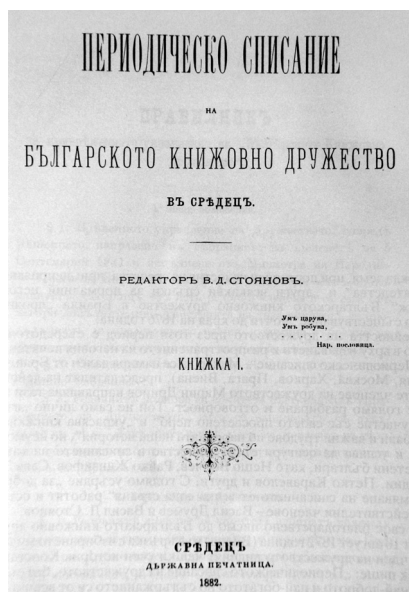 ПЕРИОДИЧЕСКО СПИСАНИЕ
НА
БЪЛГАРСКОТО КНИЖОВНО ДРУЖЕСТВО
ВЪ СРѢДЕЦЪ.
РЕДАКТОРЪ В. Д. СТОЯНОВЪ.
Умъ царува,
Умъ робува,
. . . . . . . .
Нар. пословица.
КНИЖКА I.
СРѢДЕЦЪ
ДЪРЖАВНА ПЕЧАТНИЦА.
1882.